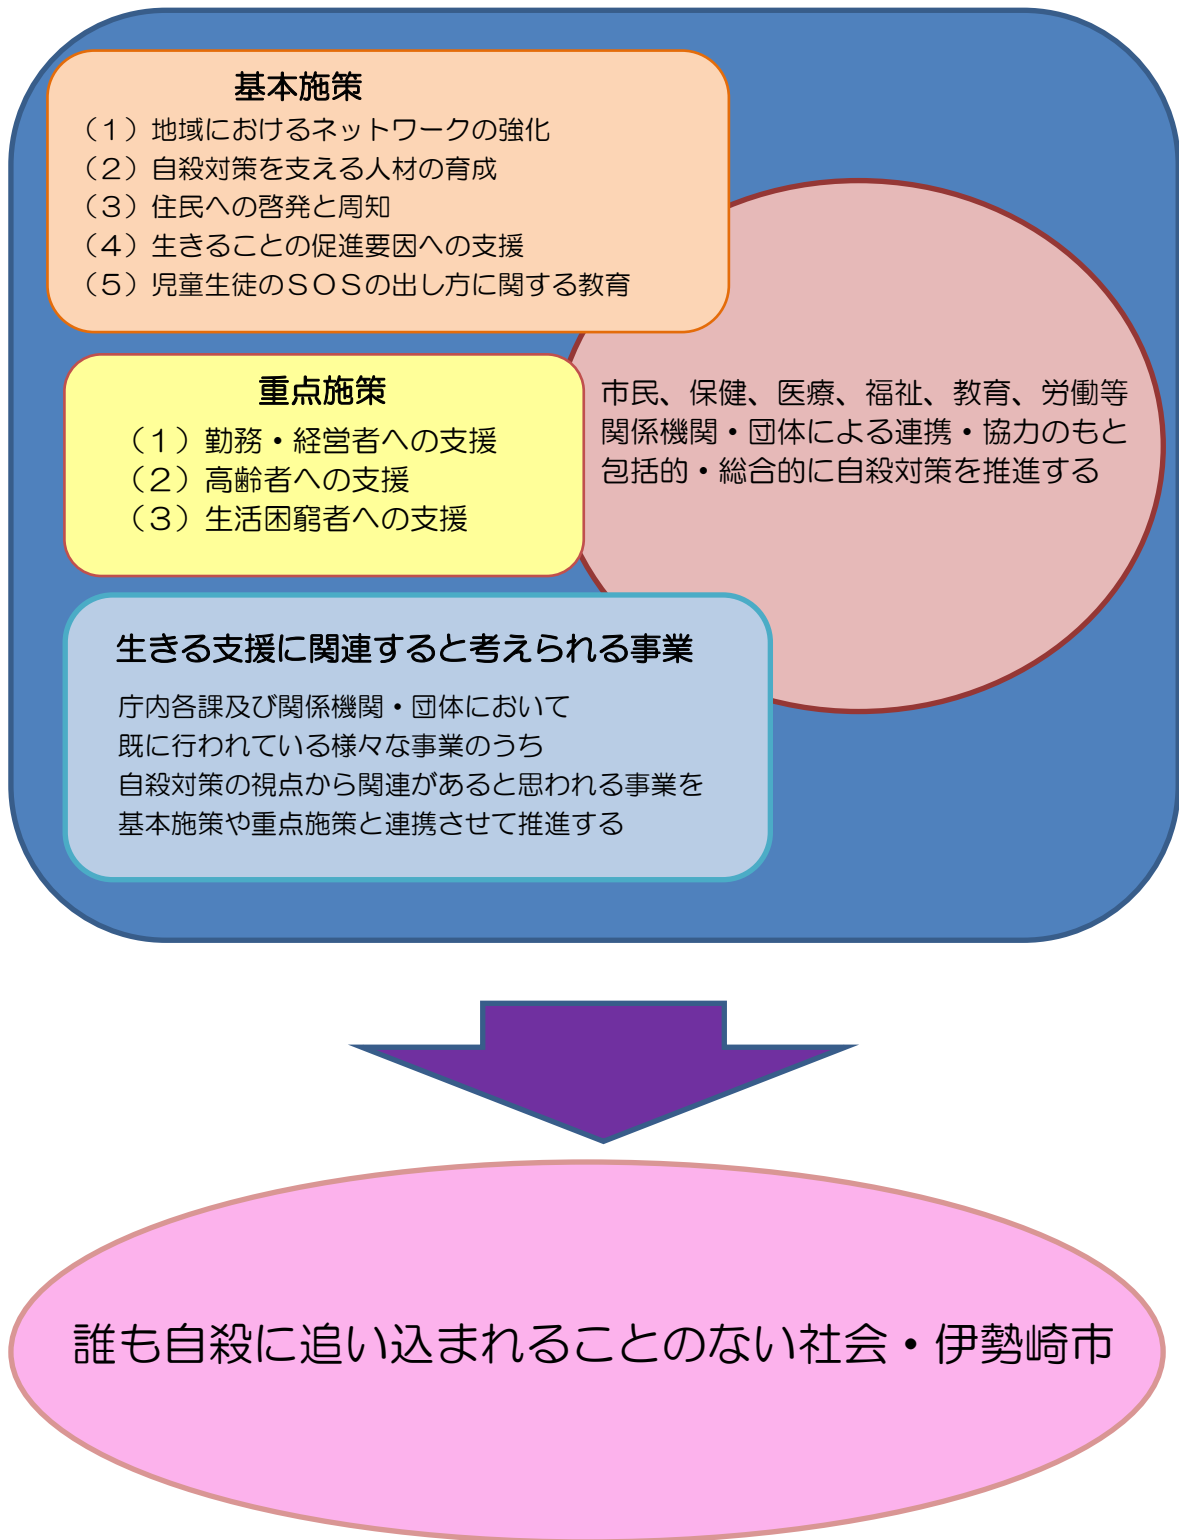 基本施策
（１）地域におけるネットワークの強化
（２）自殺対策を支える人材の育成
（３）住民への啓発と周知
（４）生きることの促進要因への支援
（５）児童生徒のＳＯＳの出し方に関する教育
重点施策
（１）勤務・経営者への支援
（２）高齢者への支援
（３）生活困窮者への支援
市民、保健、医療、福祉、教育、労働等
関係機関・団体による連携・協力のもと
包括的・総合的に自殺対策を推進する
生きる支援に関連すると考えられる事業
庁内各課及び関係機関・団体において
既に行われている様々な事業のうち
自殺対策の視点から関連があると思われる事業を
基本施策や重点施策と連携させて推進する
誰も自殺に追い込まれることのない社会・伊勢崎市